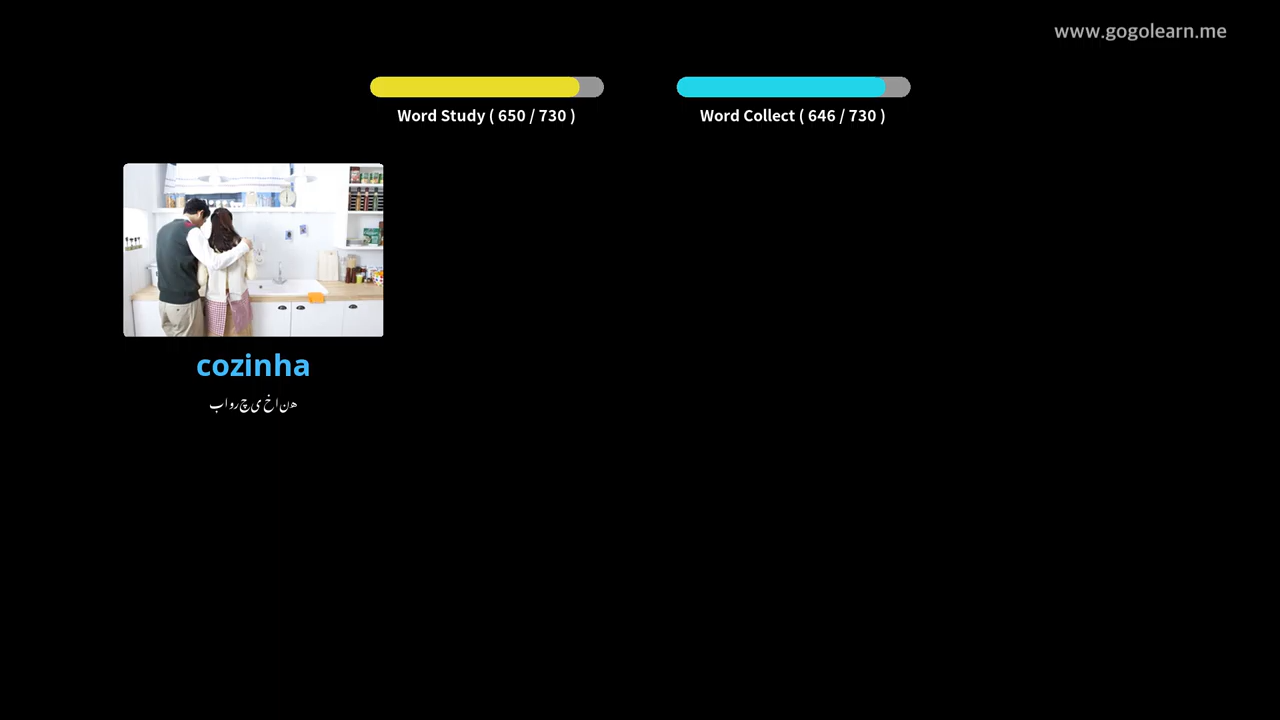 www.gogolearn.me
Word Study ( 650 / 730 )
Word Collect ( 646 / 730 )
cozinha
باورچی خانہ